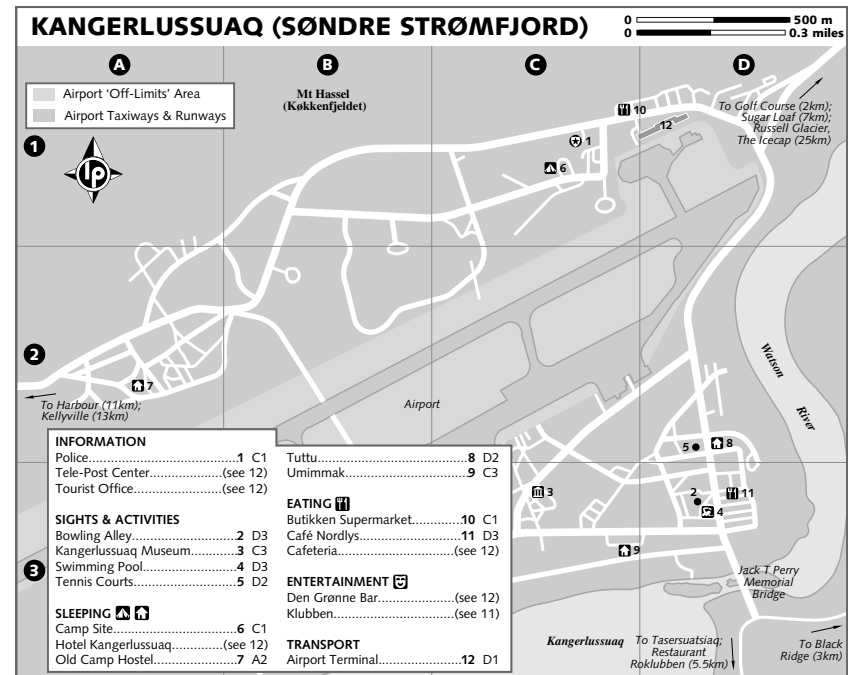 KANGERLUSSUAQ (SØNDRE STRØMFJORD)
0 500 m
0 0.3 miles
A B C D
Airport 'Off-Limits' Area
Airport Taxiways & Runways
Mt Hassel
(Køkkenfjeldet)
10
12
To Golf Course (2km);
Sugar Loaf (7km);
Russell Glacier,
The Icecap (25km)
1
1
6
lp
2
7
To Harbour (11km);
Kellyville (13km)
Airport
Watson
River
5
8
3
2
11
4
9
3
Jack T Perry
Memorial
Bridge
Kangerlussuaq
To Tasersuatsiaq;
Restaurant
Roklubben (5.5km)
To Black
Ridge (3km)
INFORMATION
Police..............................................1 C1
Tele-Post Center......................(see 12)
Tourist Office...........................(see 12)
SIGHTS & ACTIVITIES
Bowling Alley..............................2 D3
Kangerlussuaq Museum..............3 C3
Swimming Pool...........................4 D3
Tennis Courts..............................5 D2
SLEEPING
Camp Site....................................6 C1
Hotel Kangerlussuaq................(see 12)
Old Camp Hostel.........................7 A2
Tuttu...........................................8 D2
Umimmak....................................9 C3
EATING
Butikken Supermarket...............10 C1
Café Nordlys..............................11 D3
Cafeteria..................................(see 12)
ENTERTAINMENT
Den Grønne Bar........................(see 12)
Klubben....................................(see 11)
TRANSPORT
Airport Terminal.........................12 D1